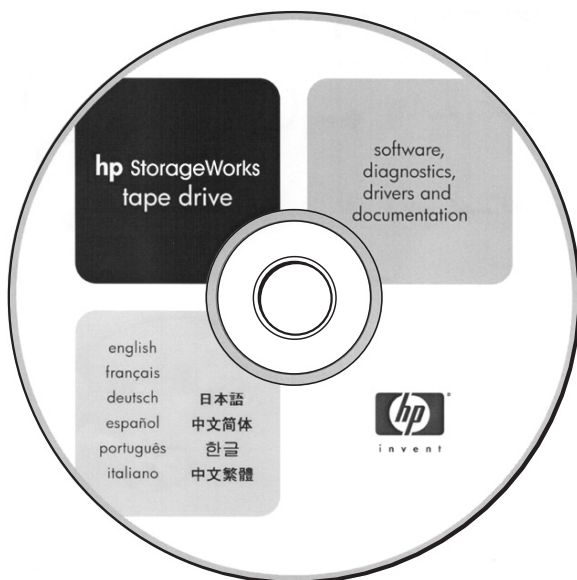 hp StorageWorks
tape drive
software,
diagnostics,
drivers and
documentation
english
français
deutsch
español
português
italiano
日本語
中文简体
한글
中文繁體
hp
invent